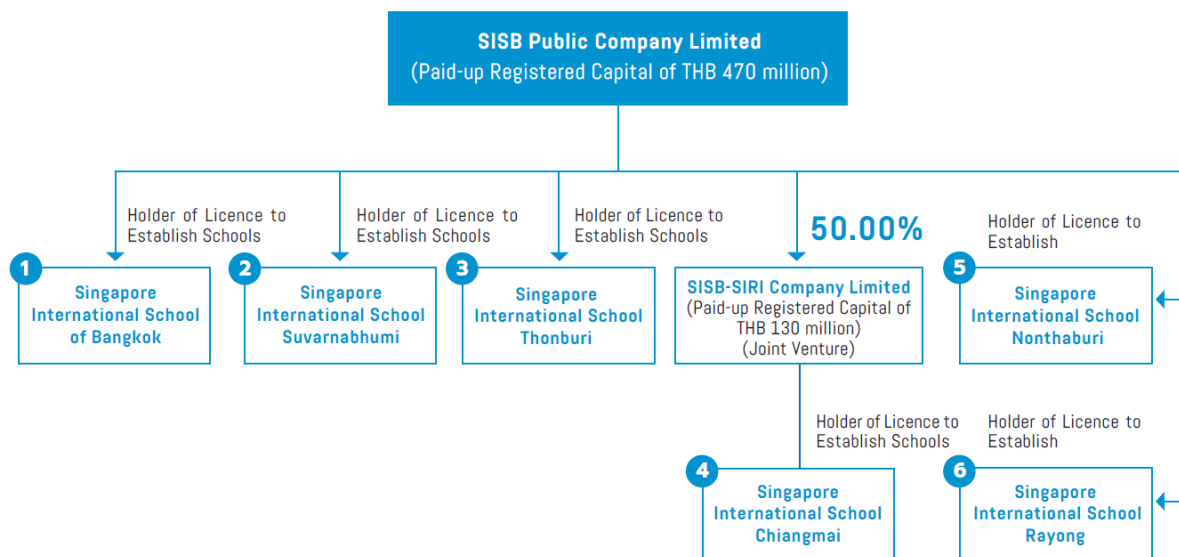 SISB Public Company Limited
(Paid-up Registered Capital of THB 470 million)
Holder of Licence to
Establish Schools
1
Singapore
International School
of Bangkok
Holder of Licence to
Establish Schools
2
Singapore
International School
Suvarnabhumi
Holder of Licence to
Establish Schools
3
Singapore
International School
Thonburi
50.00%
SISB-SIRI Company Limited
(Paid-up Registered Capital of
THB 130 million)
(Joint Venture)
Holder of Licence to
Establish Schools
4
Singapore
International School
Chiangmai
Holder of Licence to
Establish
5
Singapore
International School
Nonthaburi
Holder of Licence to
Establish
6
Singapore
International School
Rayong